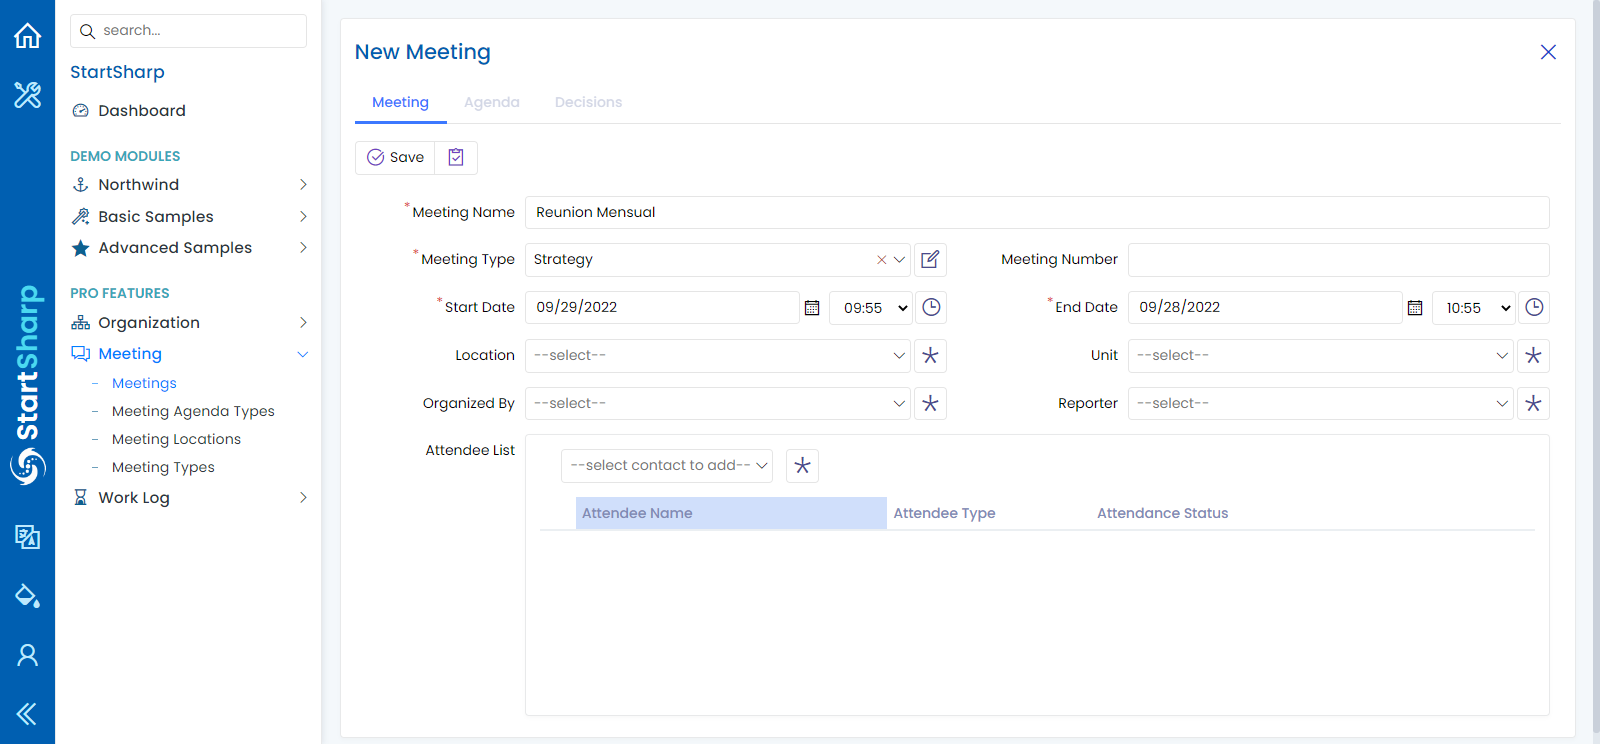 search...
StartSharp
Dashboard
DEMO MODULES
Northwind
Basic Samples
Advanced Samples
PRO FEATURES
Organization
Meeting
- Meetings
- Meeting Agenda Types
- Meeting Locations
- Meeting Types
Work Log
StartSharp
New Meeting
Meeting Agenda Decisions
Save
*Meeting Name Reunion Mensual
*Meeting Type Strategy Meeting Number
*Start Date 09/29/2022 09:55 *End Date 09/28/2022 10:55
Location --select-- Unit --select--
Organized By --select-- Reporter --select--
Attendee List
--select contact to add--
Attendee Name Attendee Type Attendance Status